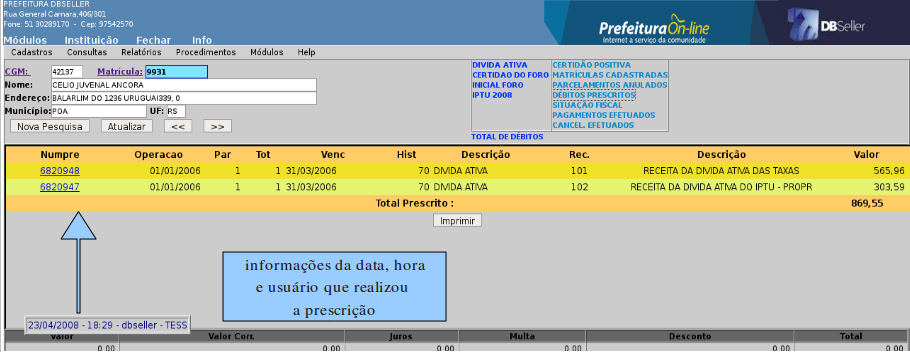 PREFEITURA DBSELLER
Rua General Camara,406/301
Fone: 51 30289170 - Cep: 97542570
Prefeitura On-line
Internet a serviço da comunidade
DBSeller
Módulos Instituição Fechar Info
Cadastros Consultas Relatórios Procedimentos Módulos Help
CGM: 42137 Matrícula: 9931
Nome: CELIO JUVENAL ANCORA
Endereço: BALARLIM DO 1236 URUGUAI339, 0
Município: POA UF: RS
Nova Pesquisa Atualizar << >>
DIVIDA ATIVA CERTIDÃO POSITIVA
CERTIDAO DO FORO MATRÍCULAS CADASTRADAS
INICIAL FORO PARCELAMENTOS ANULADOS
IPTU 2008 DÉBITOS PRESCRITOS
SITUAÇÃO FISCAL
PAGAMENTOS EFETUADOS
CANCEL. EFETUADOS
TOTAL DE DÉBITOS
Numpre Operacao Par Tot Venc Hist Descrição Rec. Descrição Valor
6820948 01/01/2006 1 1 31/03/2006 70 DIVIDA ATIVA 101 RECEITA DA DIVIDA ATIVA DAS TAXAS 565,96
6820947 01/01/2006 1 1 31/03/2006 70 DIVIDA ATIVA 102 RECEITA DA DIVIDA ATIVA DO IPTU - PROPR 303,59
Total Prescrito : 869,55
Imprimir
informações da data, hora
e usuário que realizou
a prescrição
23/04/2008 - 18:29 - dbseller - TESS
Valor Valor Corr. Juros Multa Desconto Total
0,00 0,00 0,00 0,00 0,00 0,00